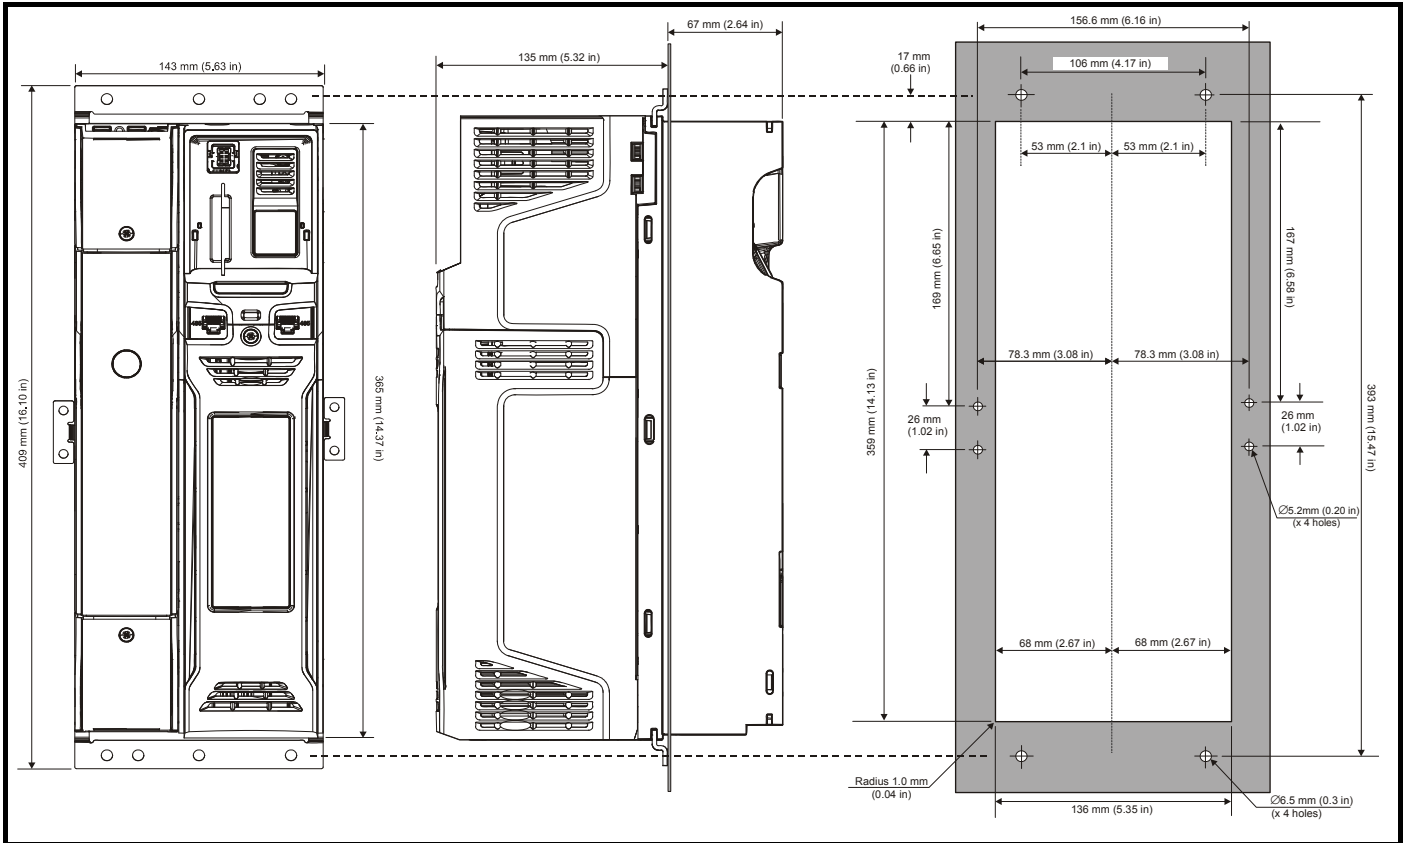 143 mm (5.63 in)
409 mm (16.10 in)
365 mm (14.37 in)
135 mm (5.32 in)
67 mm (2.64 in)
17 mm
(0.66 in)
156.6 mm (6.16 in)
106 mm (4.17 in)
53 mm (2.1 in)
53 mm (2.1 in)
169 mm (6.65 in)
167 mm
(6.58 in)
78.3 mm (3.08 in)
78.3 mm (3.08 in)
359 mm (14.13 in)
393 mm
(15.47 in)
26 mm
(1.02 in)
26 mm
(1.02 in)
∅5.2mm (0.20 in)
(x 4 holes)
68 mm (2.67 in)
68 mm (2.67 in)
Radius 1.0 mm
(0.04 in)
136 mm (5.35 in)
∅6.5 mm (0.3 in)
(x 4 holes)